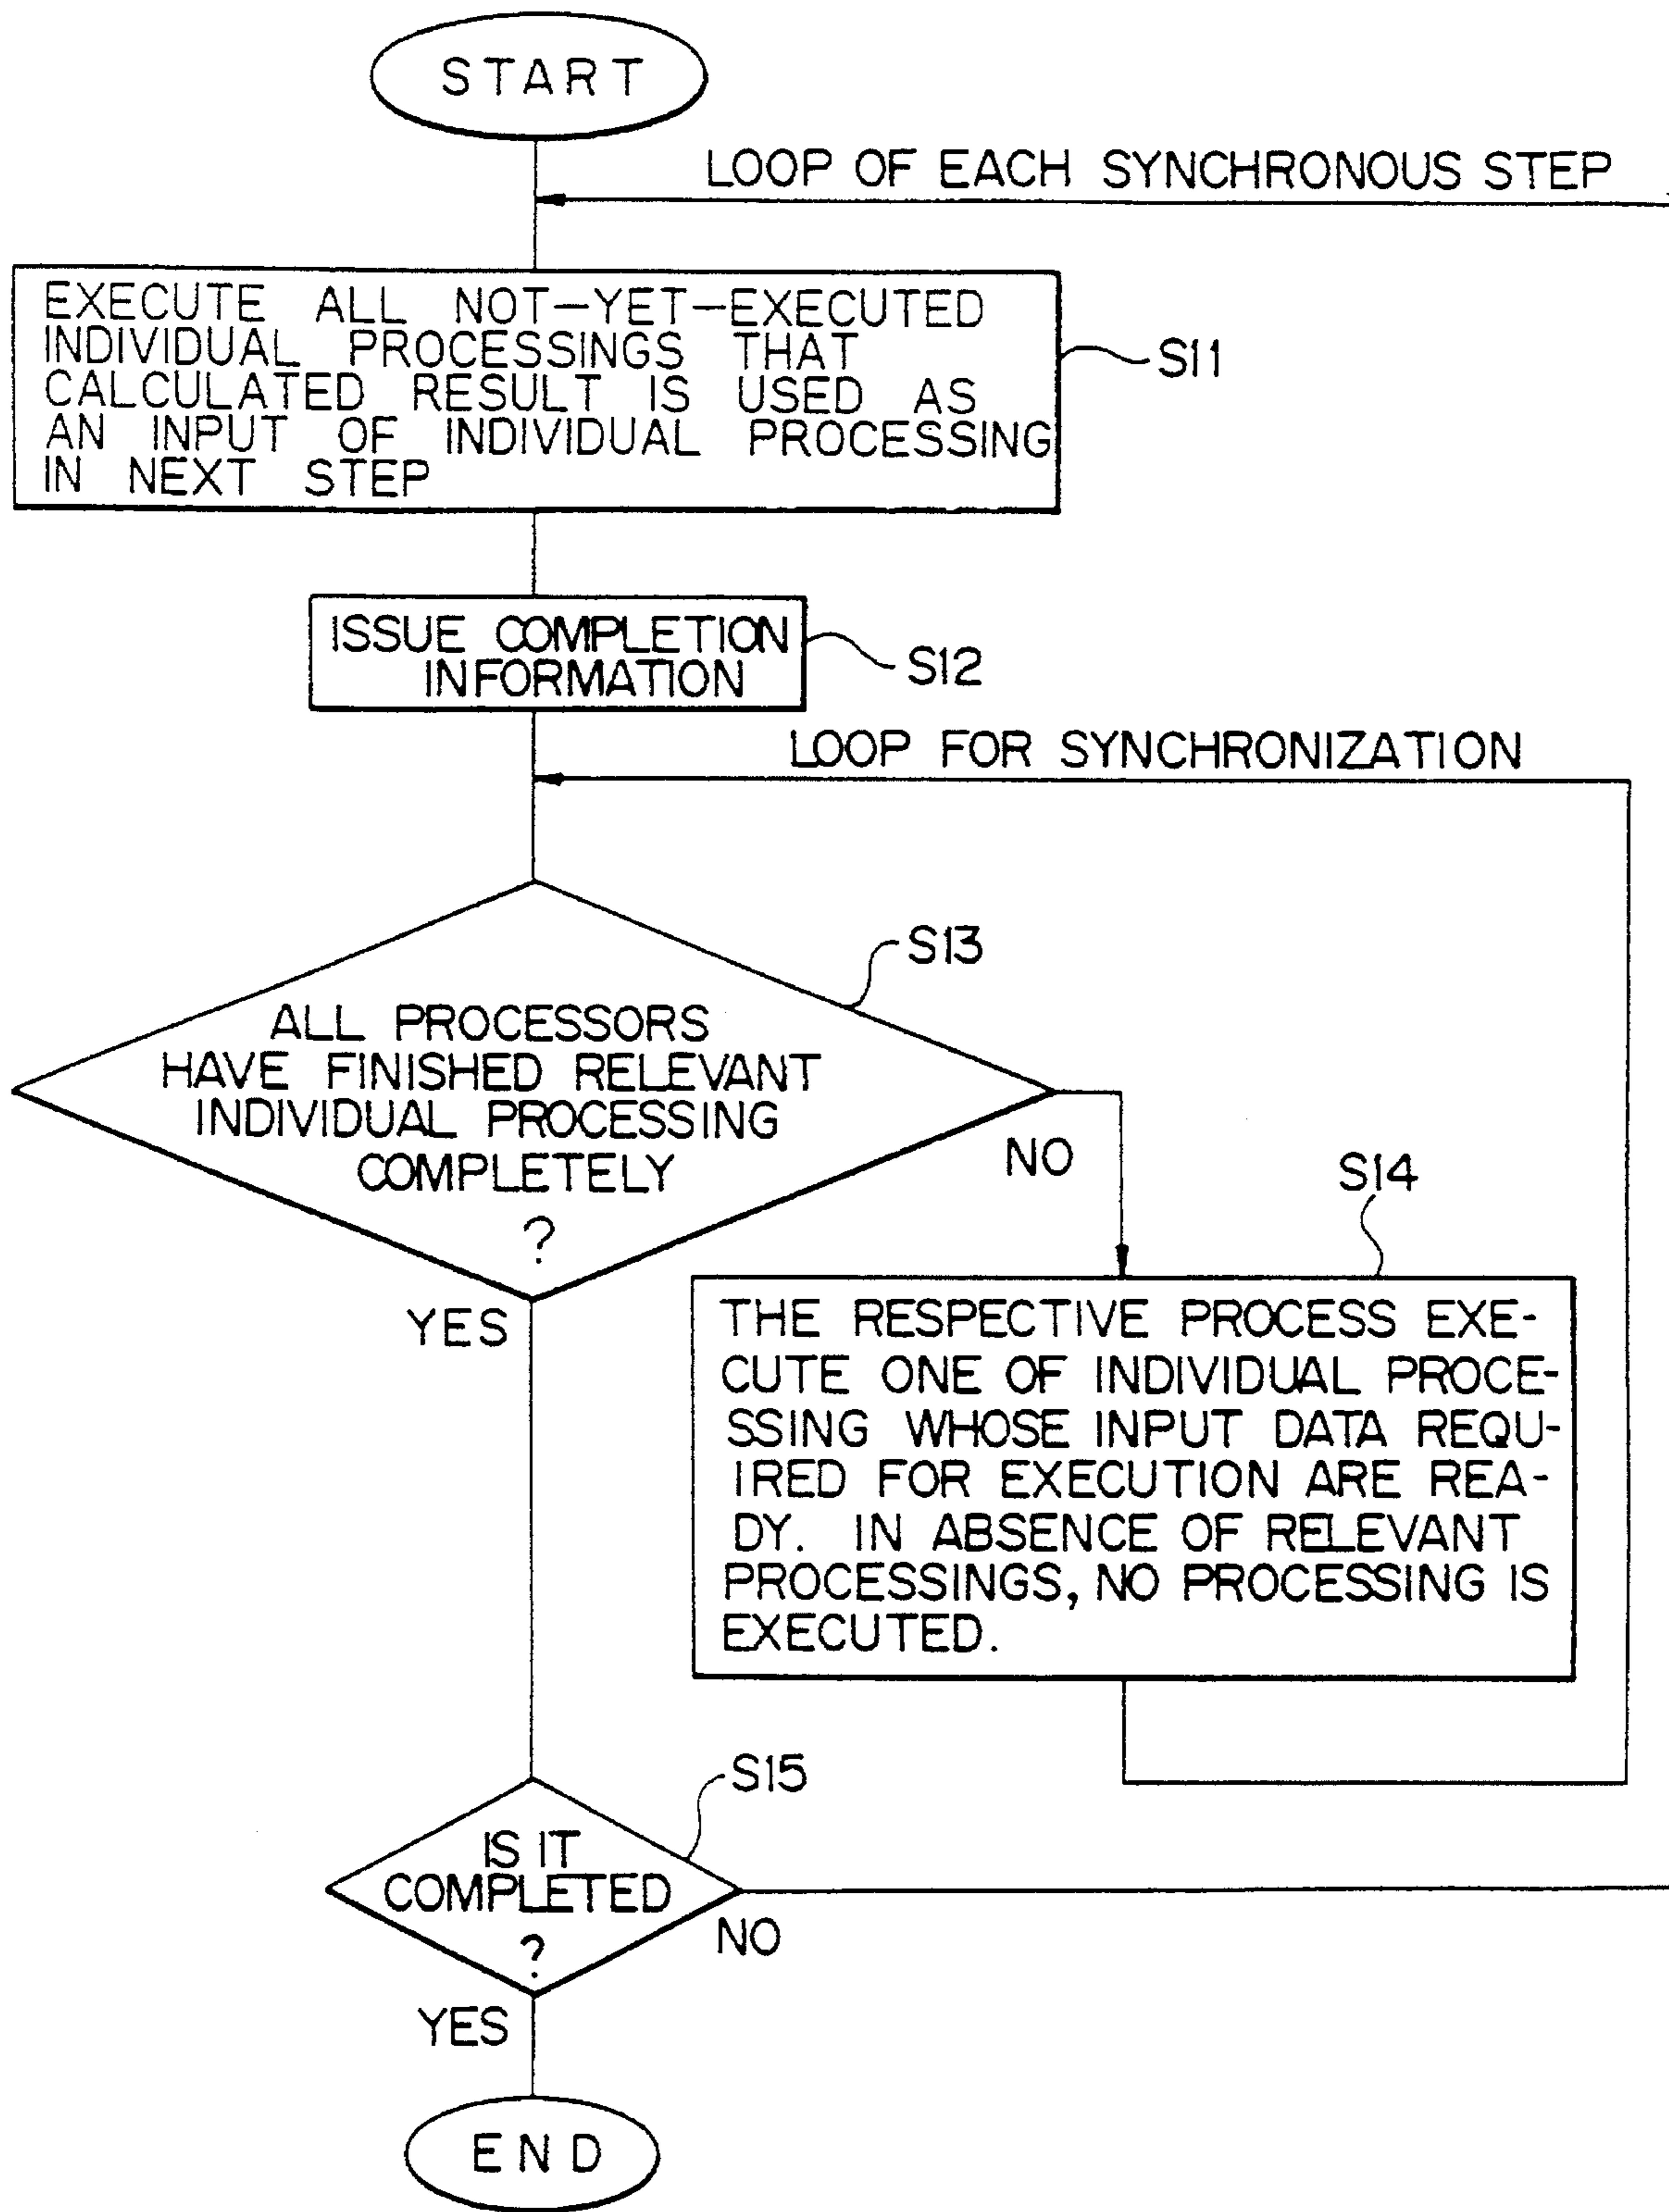 START
LOOP OF EACH SYNCHRONOUS STEP
EXECUTE ALL NOT-YET-EXECUTED
INDIVIDUAL PROCESSINGS THAT
CALCULATED RESULT IS USED AS
AN INPUT OF INDIVIDUAL PROCESSING
IN NEXT STEP
S11
ISSUE COMPLETION
INFORMATION
S12
LOOP FOR SYNCHRONIZATION
S13
ALL PROCESSORS
HAVE FINISHED RELEVANT
INDIVIDUAL PROCESSING
COMPLETELY
?
NO
YES
S14
THE RESPECTIVE PROCESS EXE-
CUTE ONE OF INDIVIDUAL PROCE-
SSING WHOSE INPUT DATA REQU-
IRED FOR EXECUTION ARE REA-
DY. IN ABSENCE OF RELEVANT
PROCESSINGS, NO PROCESSING IS
EXECUTED.
S15
IS IT
COMPLETED
?
NO
YES
END